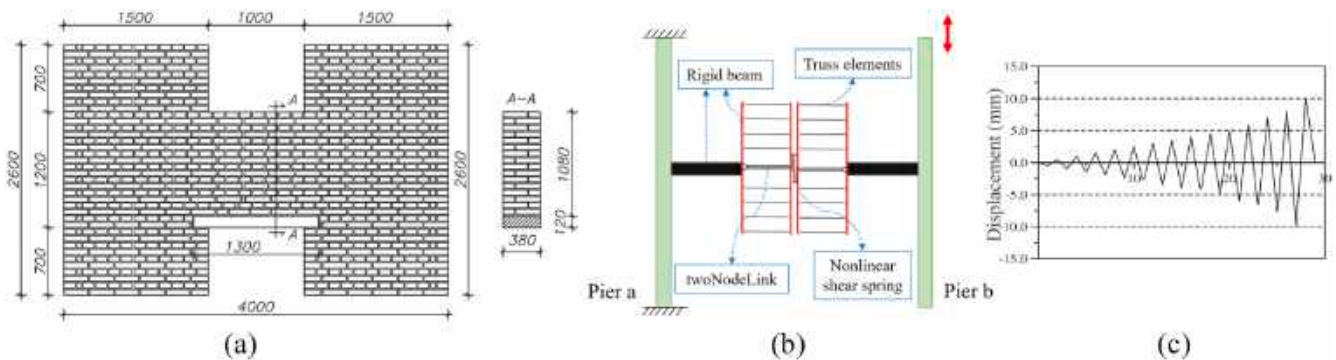 1500
1000
1500
2600
700
1200
700
A
A
1300
4000
2600
A-A
1080
120
380
(a)
Rigid beam
Truss elements
twoNodeLink
Nonlinear
shear spring
Pier a
Pier b
(b)
Displacement (mm)
15.0
10.0
5.0
0.0
-5.0
-10.0
-15.0
10
20
30
(c)